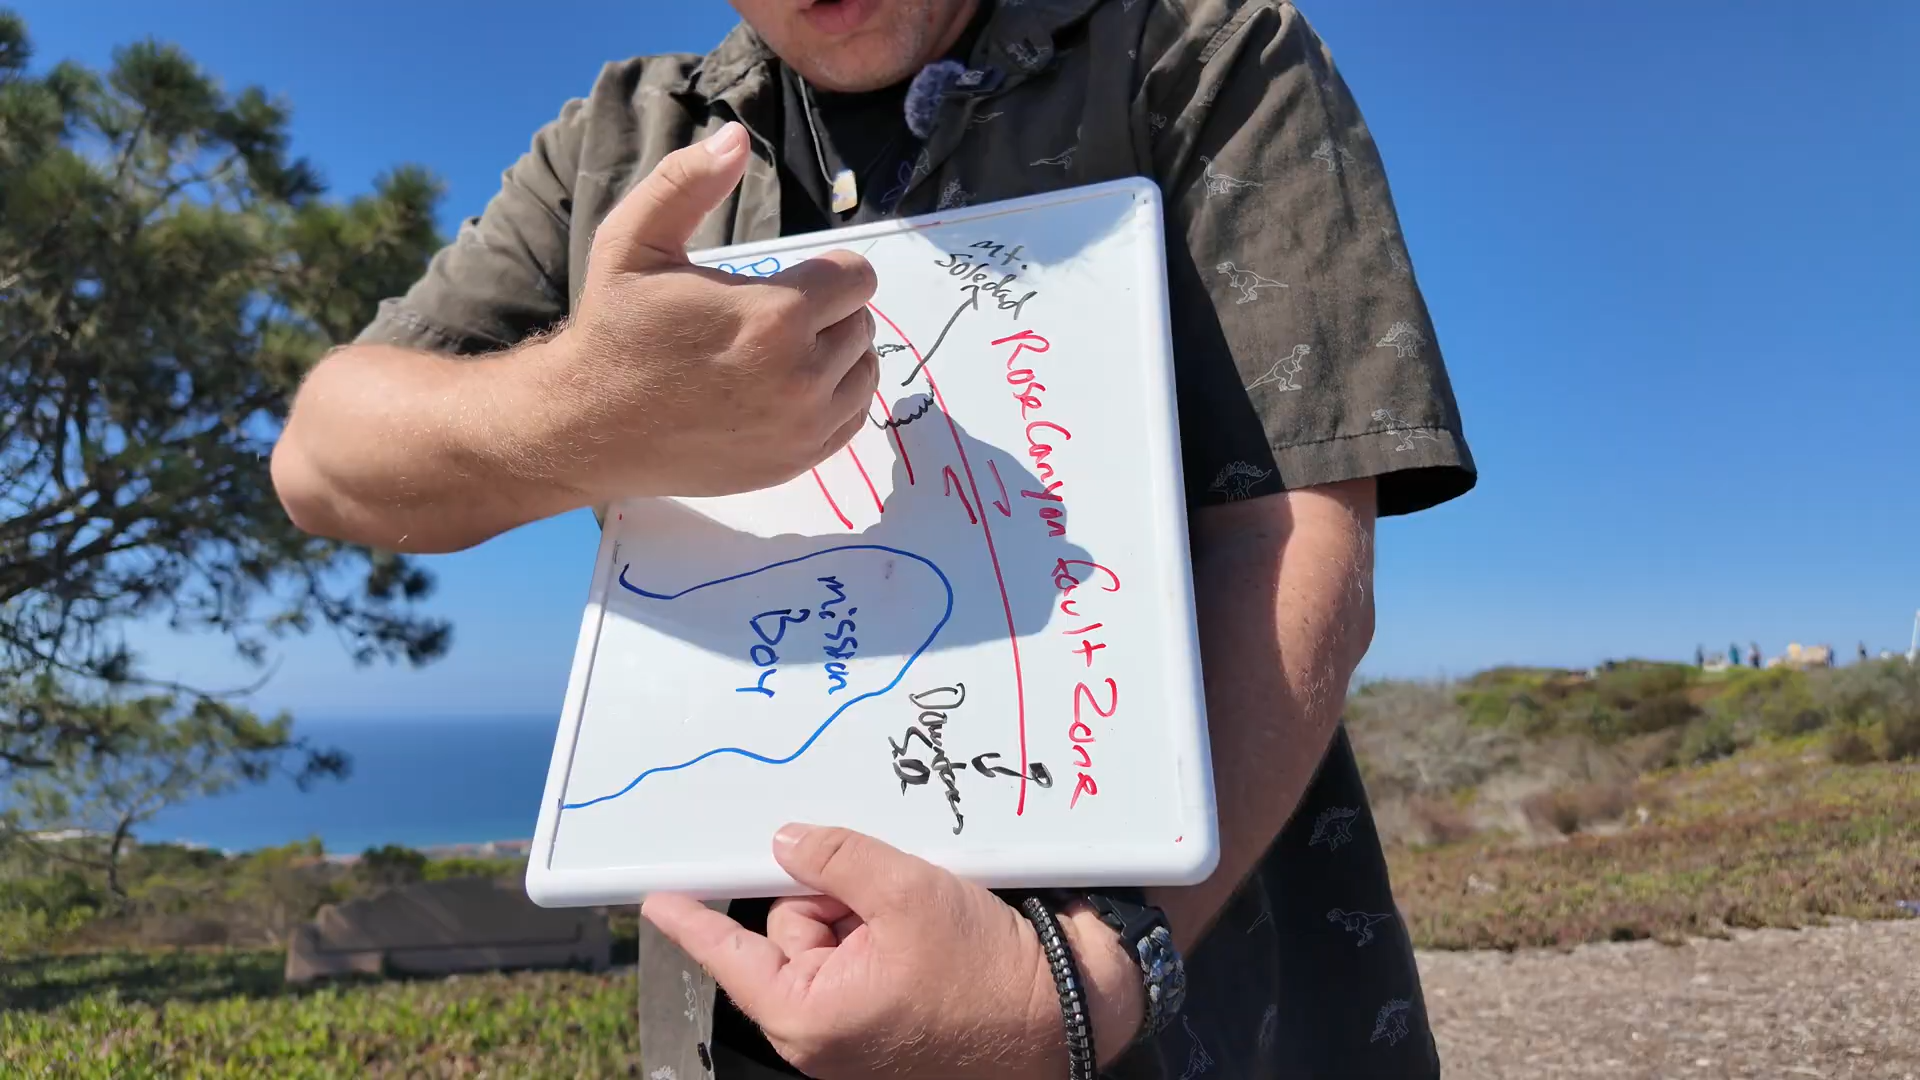 Mt.
Soledad
Rose Canyon Fault Zone
Mission
Bay
Downtown
SD